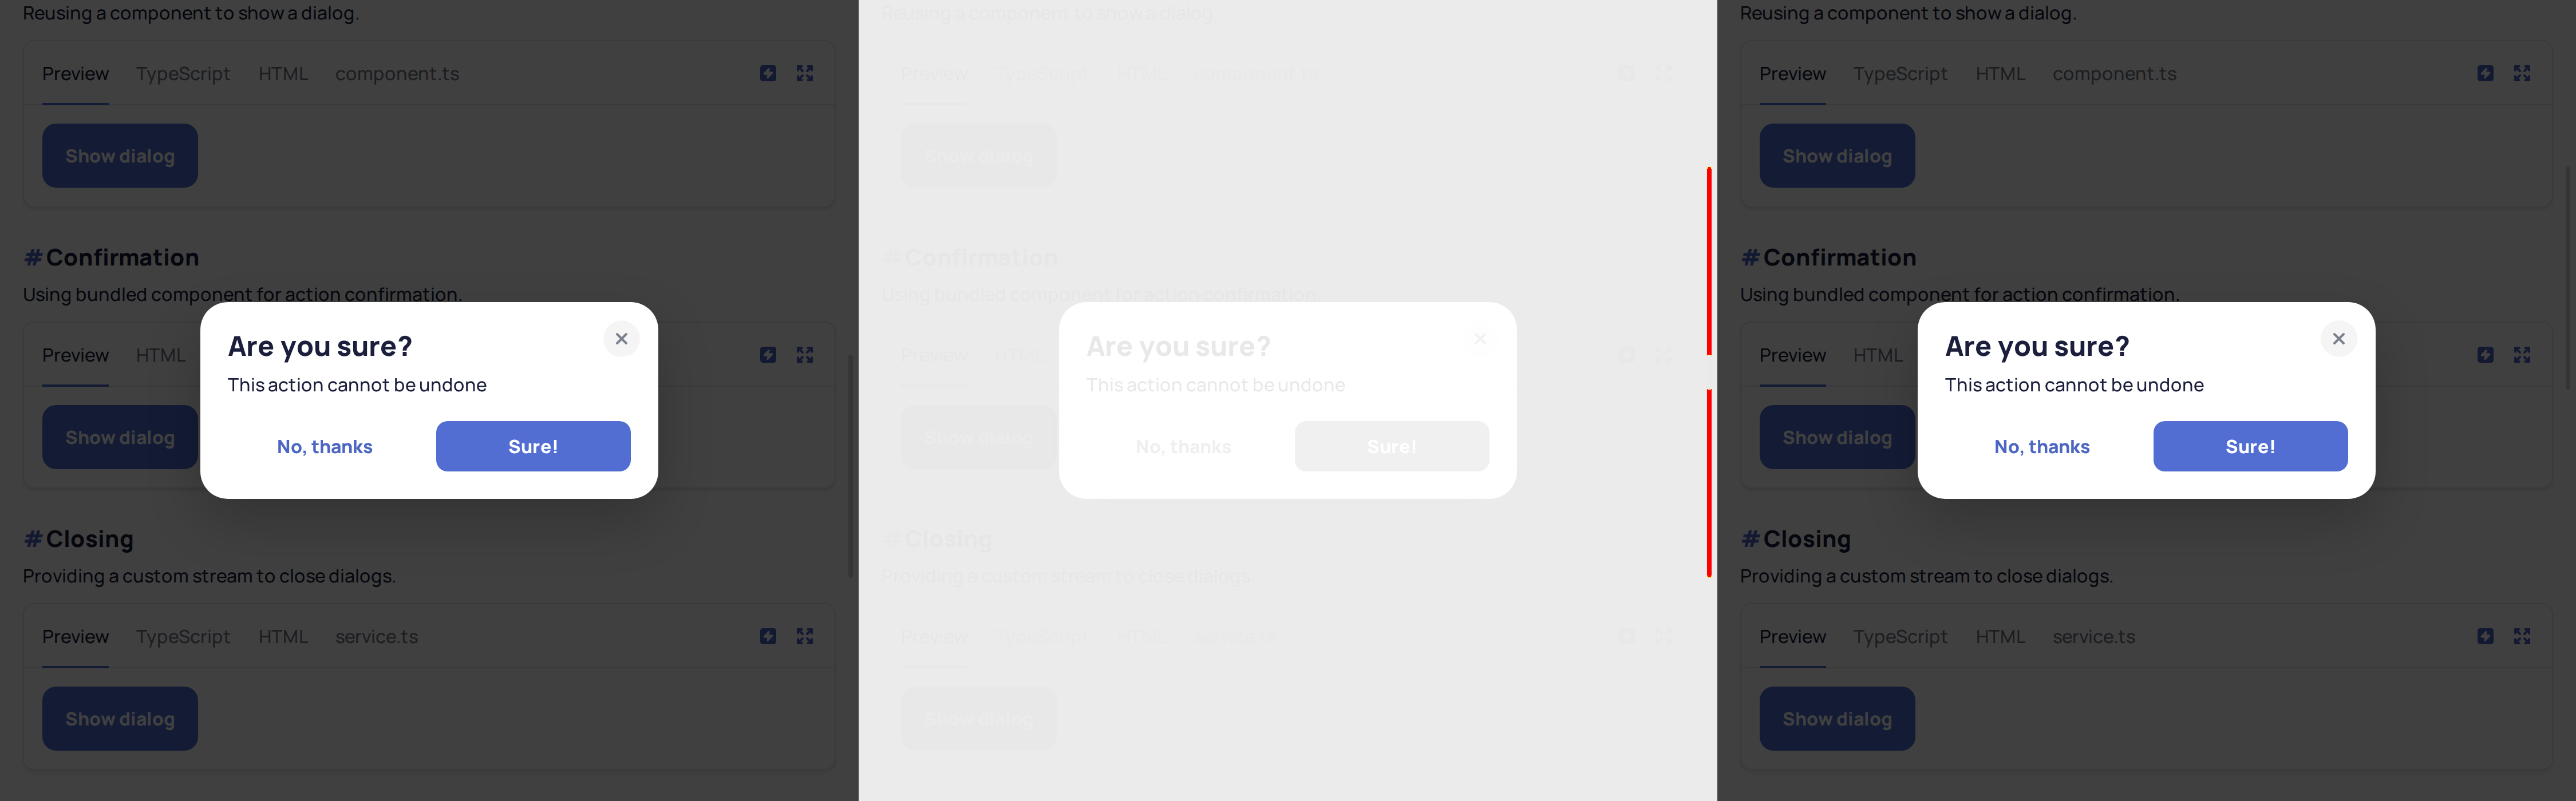 Reusing a component to show a dialog.
Preview TypeScript HTML component.ts
Show dialog
#Confirmation
Using bundled component for action confirmation.
Preview HTML
Show dialog
Are you sure?
This action cannot be undone
No, thanks Sure!
#Closing
Providing a custom stream to close dialogs.
Preview TypeScript HTML service.ts
Show dialog
Reusing a component to show a dialog.
Preview TypeScript HTML component.ts
Show dialog
#Confirmation
Using bundled component for action confirmation.
Preview HTML
Show dialog
Are you sure?
This action cannot be undone
No, thanks Sure!
#Closing
Providing a custom stream to close dialogs.
Preview TypeScript HTML service.ts
Show dialog
Reusing a component to show a dialog.
Preview TypeScript HTML component.ts
Show dialog
#Confirmation
Using bundled component for action confirmation.
Preview HTML
Show dialog
Are you sure?
This action cannot be undone
No, thanks Sure!
#Closing
Providing a custom stream to close dialogs.
Preview TypeScript HTML service.ts
Show dialog